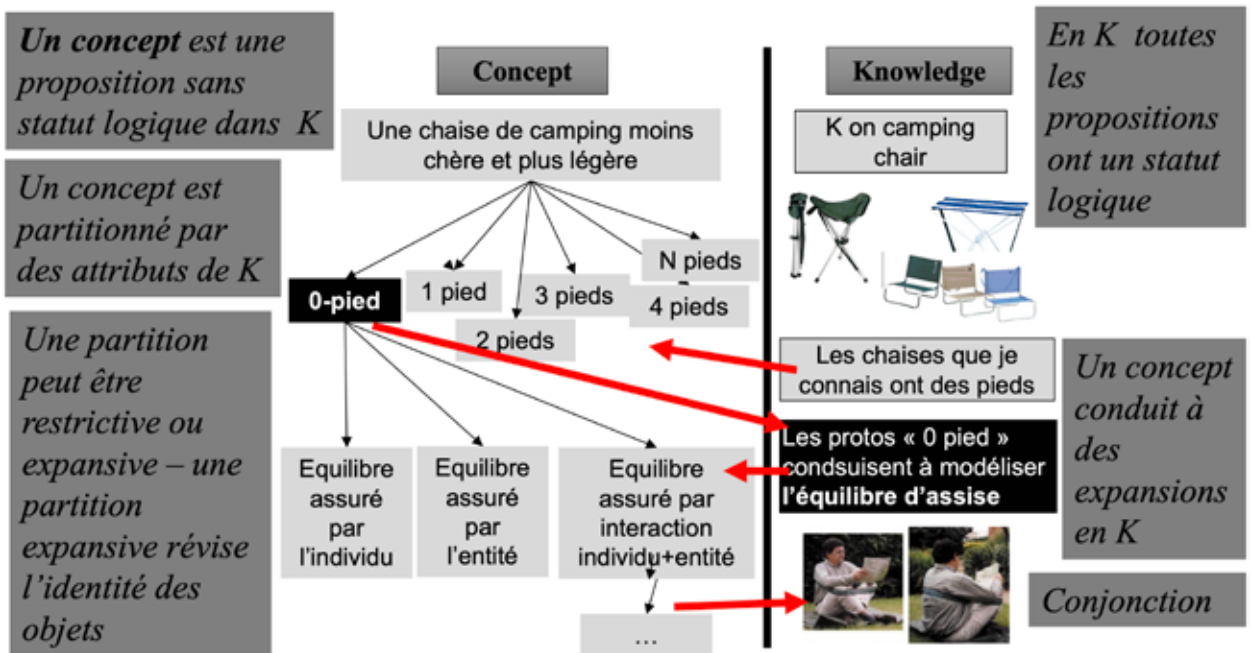 Un concept est une
proposition sans
statut logique dans K
Un concept est
partitionné par
des attributs de K
Une partition
peut être
restrictive ou
expansive – une
partition
expansive révise
l'identité des
objets
Concept
Une chaise de camping moins
chère et plus légère
0-pied
1 pied
2 pieds
3 pieds
N pieds
4 pieds
Equilibre
assuré
par
l'individu
Equilibre
assuré
par
l'entité
Equilibre
assuré par
interaction
individu+entité
...
Knowledge
K on camping
chair
Les chaises que je
connais ont des pieds
Les protos « 0 pied »
condsuisent à modéliser
l'équilibre d'assise
En K toutes
les
propositions
ont un statut
logique
Un concept
conduit à
des
expansions
en K
Conjonction